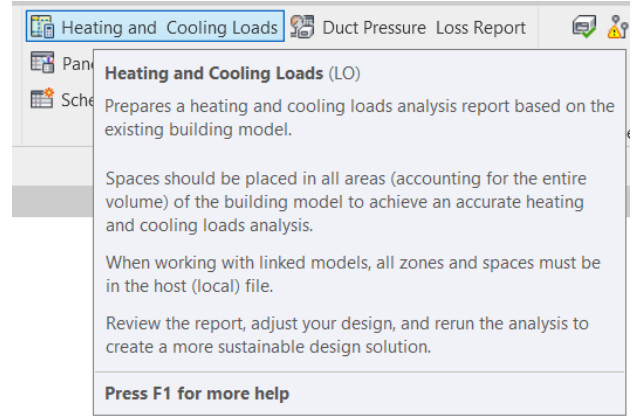 Heating and Cooling Loads Duct Pressure Loss Report
Heating and Cooling Loads (LO)
Prepares a heating and cooling loads analysis report based on the
existing building model.
Spaces should be placed in all areas (accounting for the entire
volume) of the building model to achieve an accurate heating
and cooling loads analysis.
When working with linked models, all zones and spaces must be
in the host (local) file.
Review the report, adjust your design, and rerun the analysis to
create a more sustainable design solution.
Press F1 for more help